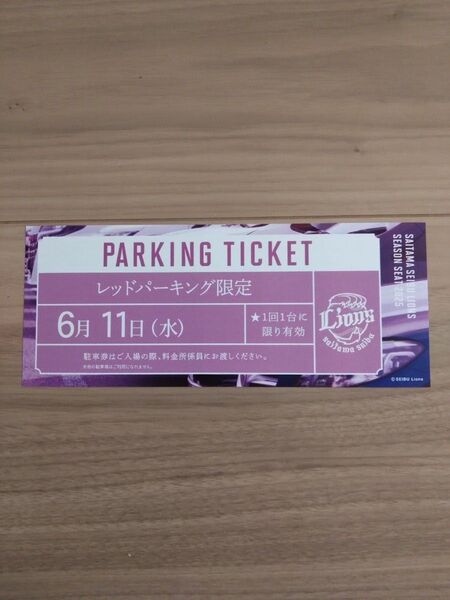 PARKING TICKET
レッドパーキング限定
6月 11日(水)
★1回1台に
限り有効
駐車券はご入場の際、料金所係員にお渡しください。
Lions
saitama seibu
SAITAMA SEIBU LIONS
SEASON SEAT 2025
©SEIBU Lions